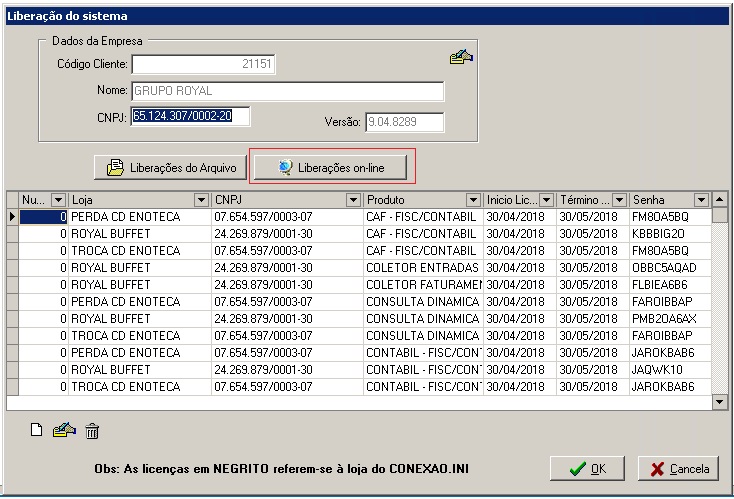 Liberação do sistema
Dados da Empresa
Código Cliente: 21151
Nome: GRUPO ROYAL
CNPJ: 65.124.307/0002-20 Versão: 9.04.8289
Liberações do Arquivo Liberações on-line
Nu... Loja CNPJ Produto Inicio Lic... Término ... Senha
0 PERDA CD ENOTECA 07.654.597/0003-07 CAF - FISC/CONTABIL 30/04/2018 30/05/2018 FM8OA5BQ
0 ROYAL BUFFET 24.269.879/0001-30 CAF - FISC/CONTABIL 30/04/2018 30/05/2018 KBBBIG2O
0 TROCA CD ENOTECA 07.654.597/0003-07 CAF - FISC/CONTABIL 30/04/2018 30/05/2018 FM8OA5BQ
0 ROYAL BUFFET 24.269.879/0001-30 COLETOR ENTRADAS 30/04/2018 30/05/2018 OBBC5AQAD
0 ROYAL BUFFET 24.269.879/0001-30 COLETOR FATURAMEN 30/04/2018 30/05/2018 FLBIEA6B6
0 PERDA CD ENOTECA 07.654.597/0003-07 CONSULTA DINAMICA 30/04/2018 30/05/2018 FAROIBBAP
0 ROYAL BUFFET 24.269.879/0001-30 CONSULTA DINAMICA 30/04/2018 30/05/2018 PMB2OA6AX
0 TROCA CD ENOTECA 07.654.597/0003-07 CONSULTA DINAMICA 30/04/2018 30/05/2018 FAROIBBAP
0 PERDA CD ENOTECA 07.654.597/0003-07 CONTABIL - FISC/CONT 30/04/2018 30/05/2018 JAROKBAB6
0 ROYAL BUFFET 24.269.879/0001-30 CONTABIL - FISC/CONT 30/04/2018 30/05/2018 JAQWK10
0 TROCA CD ENOTECA 07.654.597/0003-07 CONTABIL - FISC/CONT 30/04/2018 30/05/2018 JAROKBAB6
Obs: As licenças em NEGRITO referem-se à loja do CONEXAO.INI OK Cancela